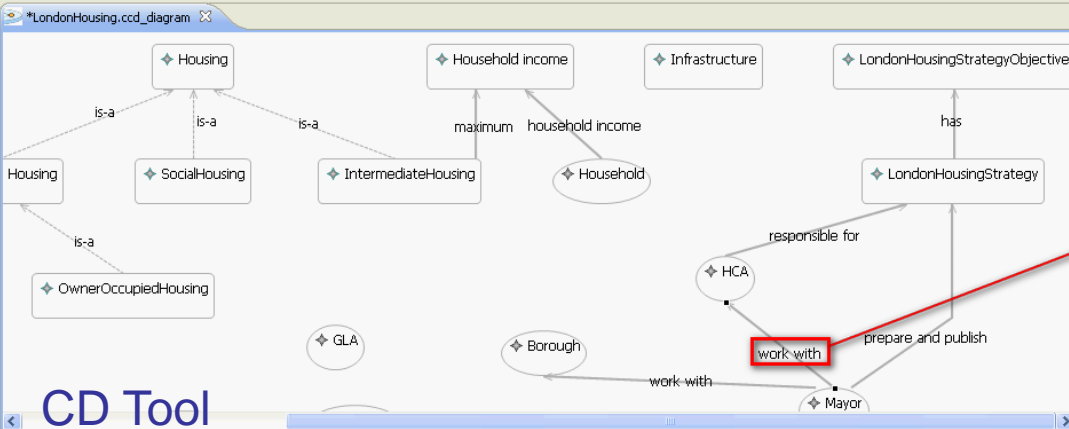 *LondonHousing.ccd_diagram
Housing
Household income
Infrastructure
LondonHousingStrategyObjective
is-a
is-a
is-a
maximum
household income
has
Housing
SocialHousing
IntermediateHousing
Household
LondonHousingStrategy
is-a
responsible for
HCA
OwnerOccupiedHousing
GLA
Borough
work with
prepare and publish
work with
Mayor
CD Tool